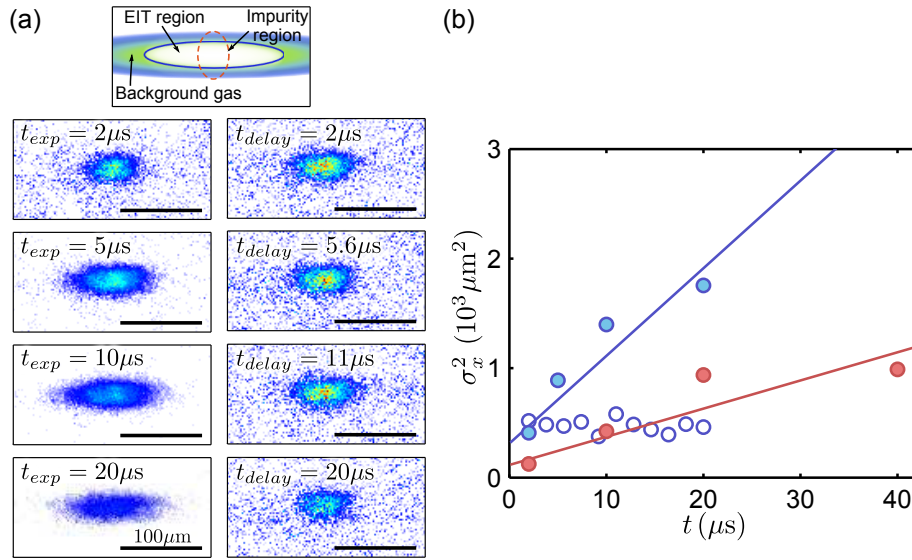 (a)
EIT region
Impurity
region
Background gas
t_exp = 2μs
t_delay = 2μs
t_exp = 5μs
t_delay = 5.6μs
t_exp = 10μs
t_delay = 11μs
t_exp = 20μs
100μm
t_delay = 20μs
(b)
3
2
1
0
σ_x^2 (10^3 μm^2)
0
10
20
30
40
t (μs)